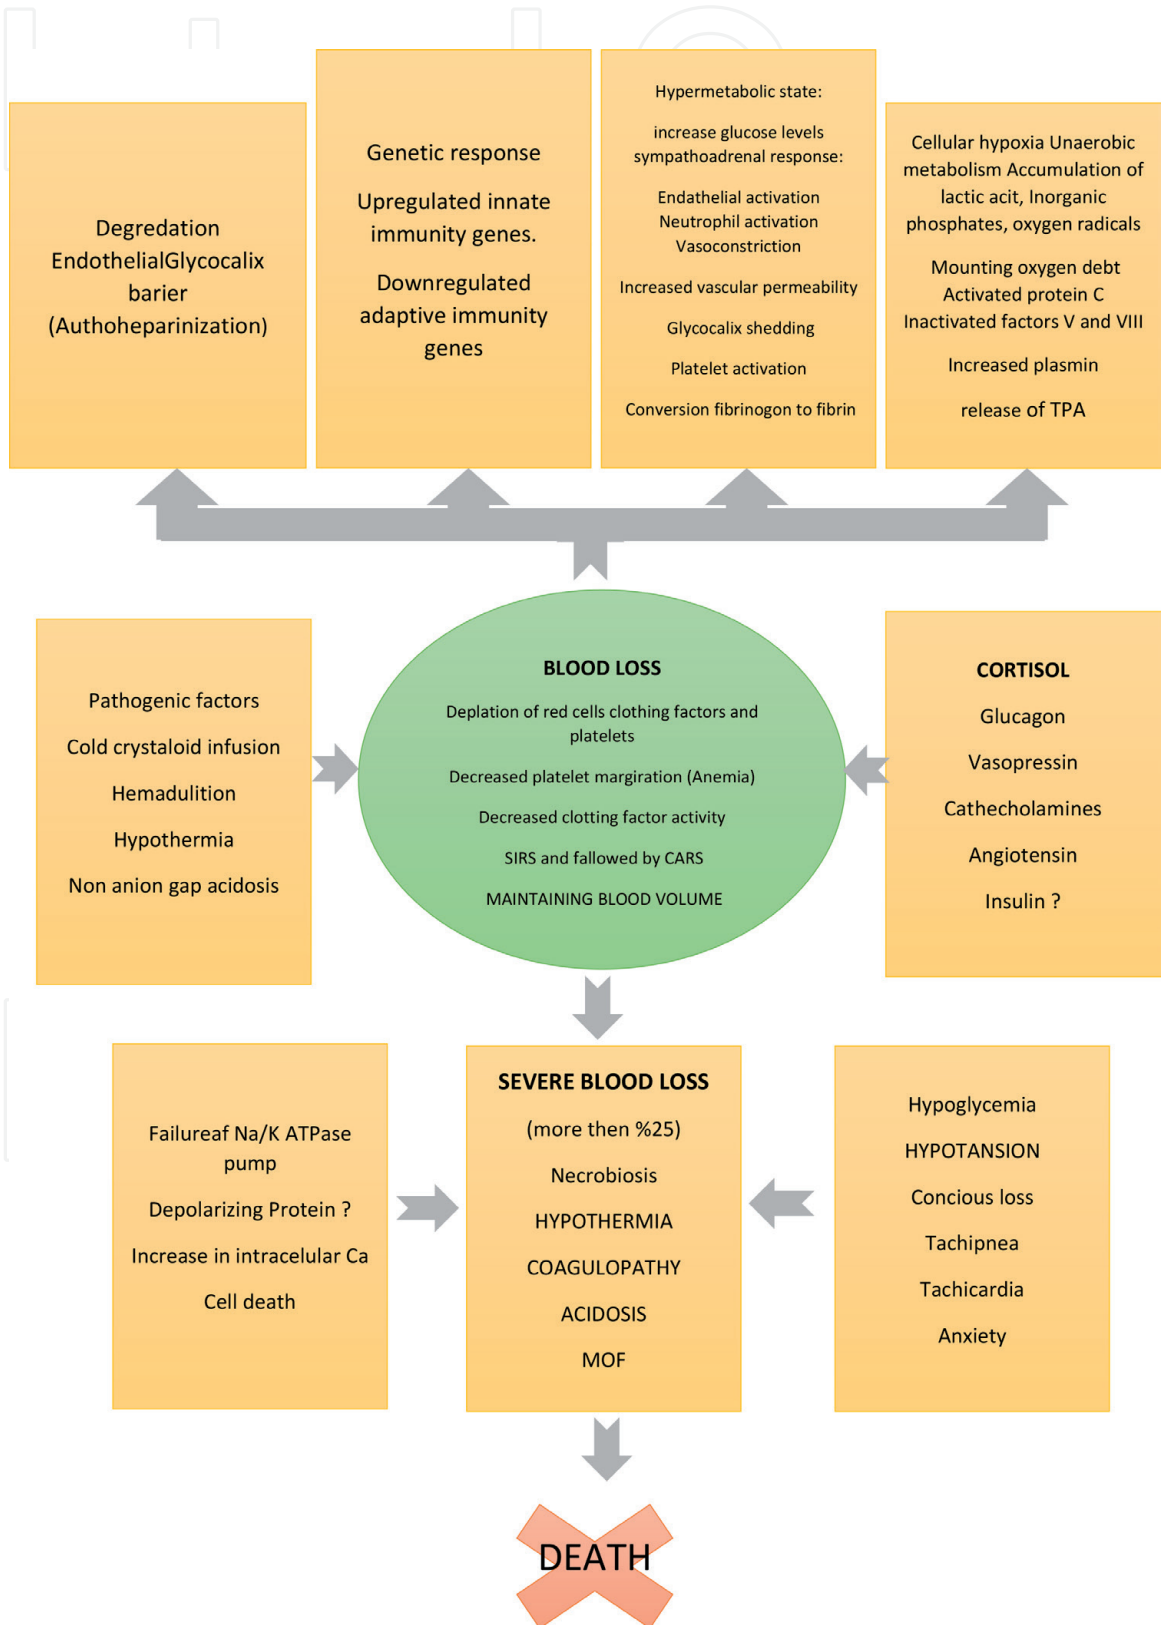 Degredation
EndothelialGlycocalix
barier
(Authoheparinization)
Genetic response
Upregulated innate
immunity genes.
Downregulated
adaptive immunity
genes
Hypermetabolic state:
increase glucose levels
sympathoadrenal response:
Endathelial activation
Neutrophil activation
Vasoconstriction
Increased vascular permeability
Glycocalix shedding
Platelet activation
Conversion fibrinogon to fibrin
Cellular hypoxia Unaerobic
metabolism Accumulation of
lactic acit, Inorganic
phosphates, oxygen radicals
Mounting oxygen debt
Activated protein C
Inactivated factors V and VIII
Increased plasmin
release of TPA
Pathogenic factors
Cold crystaloid infusion
Hemadulition
Hypothermia
Non anion gap acidosis
BLOOD LOSS
Deplation of red cells clothing factors and
platelets
Decreased platelet margiration (Anemia)
Decreased clotting factor activity
SIRS and fallowed by CARS
MAINTANING BLOOD VOLUME
CORTISOL
Glucagon
Vasopressin
Cathecholamines
Angiotensin
Insulin ?
Failureaf Na/K ATPase
pump
Depolarizing Protein ?
Increase in intracelular Ca
Cell death
SEVERE BLOOD LOSS
(more then %25)
Necrobiosis
HYPOTHERMIA
COAGULOPATHY
ACIDOSIS
MOF
Hypoglycemia
HYPOTANSION
Concious loss
Tachipnea
Tachicardia
Anxiety
DEATH